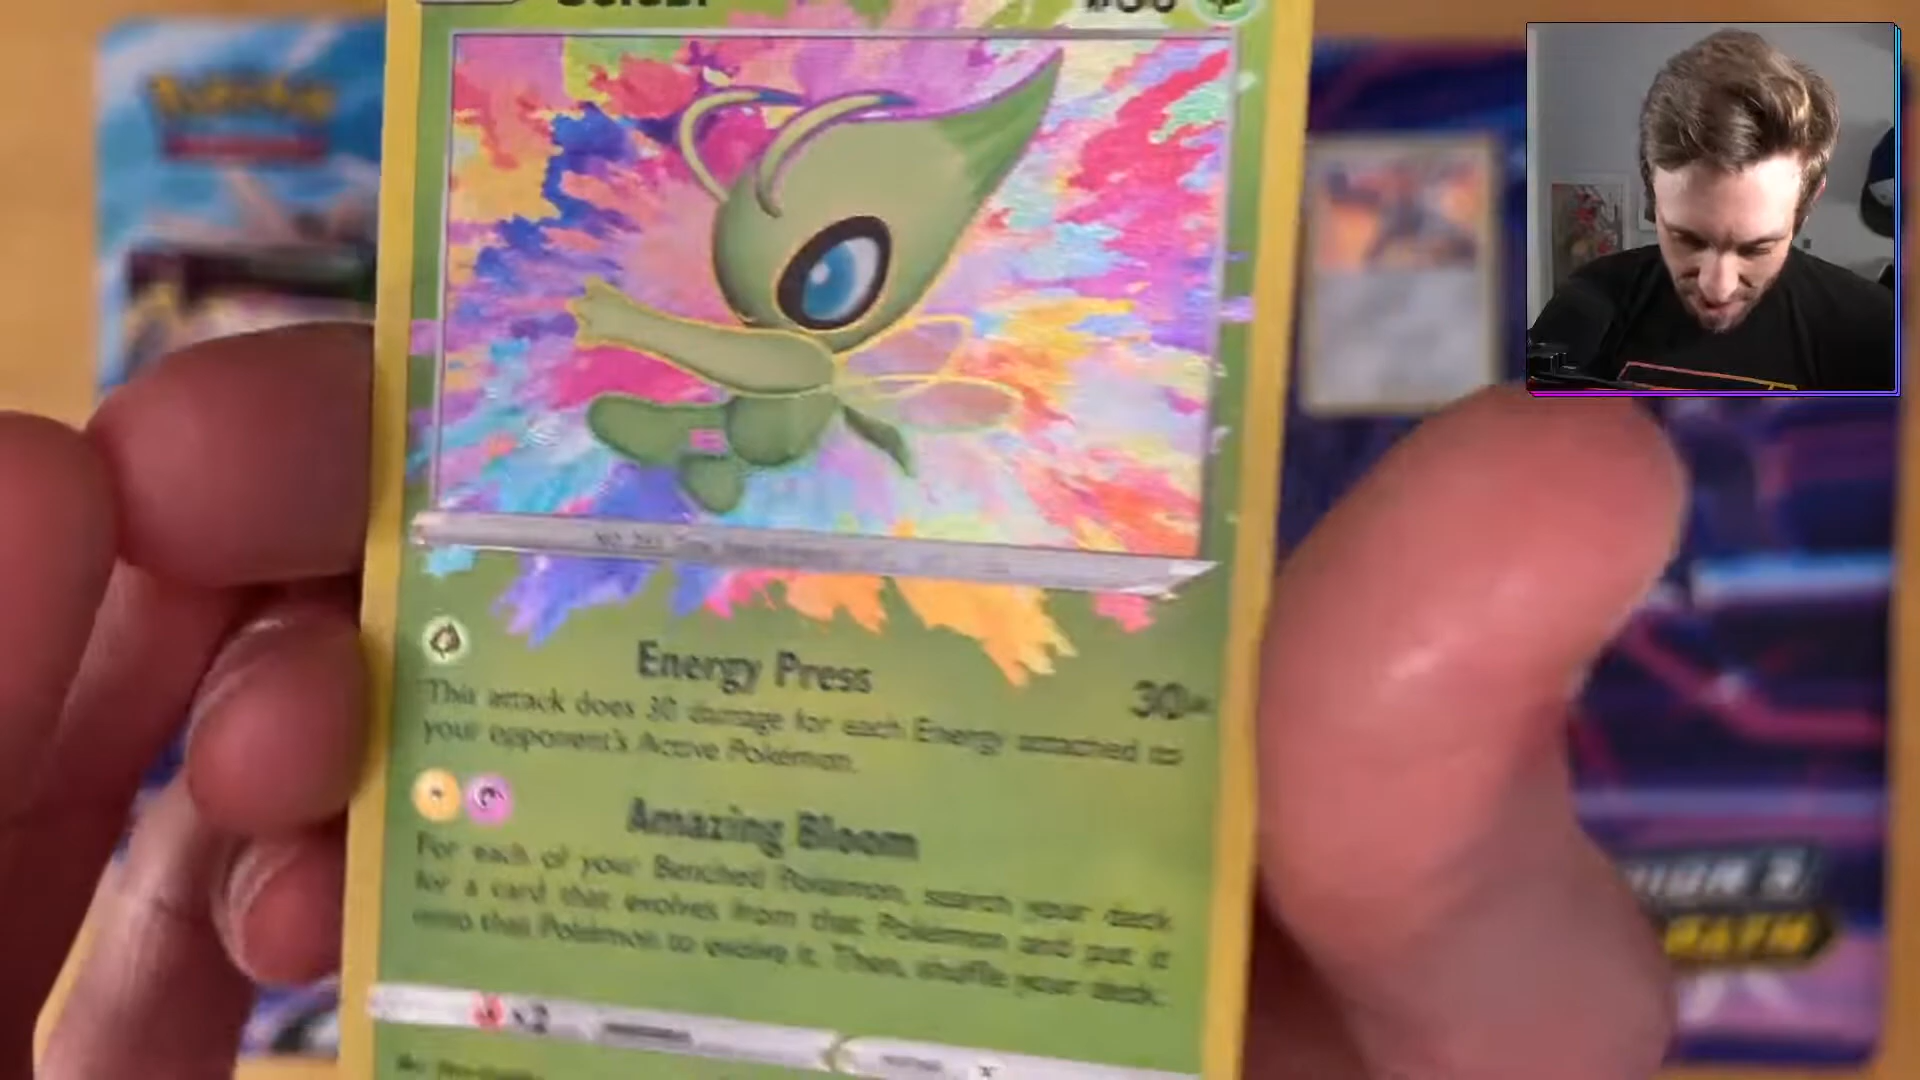 Pokémon
Celebi
Energy Press
30×
This attack does 30 damage for each Energy attached to
your opponent's Active Pokémon.
Amazing Bloom
For each of your Benched Pokémon, search your deck
for a card that evolves from that Pokémon and put it
onto that Pokémon to evolve it. Then, shuffle your deck.
×2